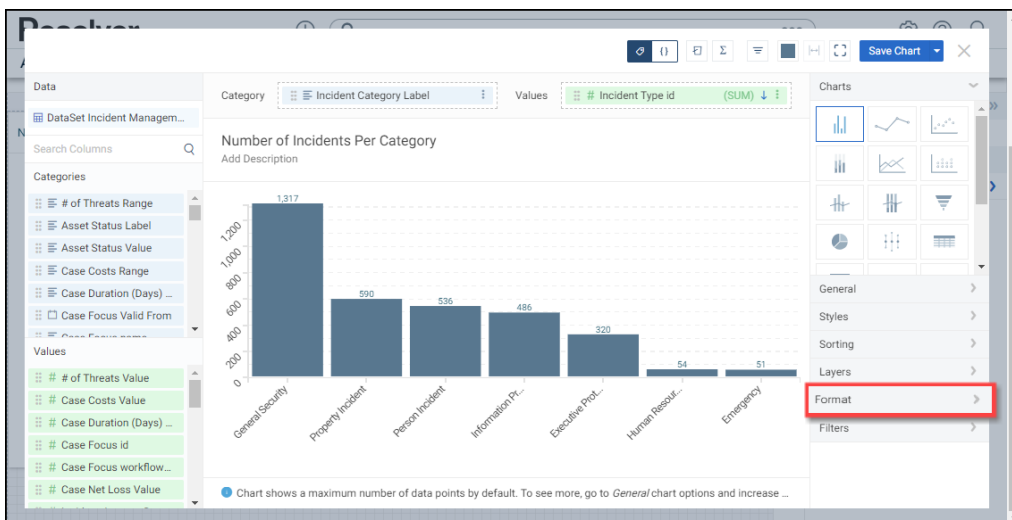 Save Chart
Data
DataSet Incident Managem...
Search Columns
Categories
# of Threats Range
Asset Status Label
Asset Status Value
Case Costs Range
Case Duration (Days) ...
Case Focus Valid From
Values
# # of Threats Value
# Case Costs Value
# Case Duration (Days) ...
# Case Focus id
# Case Focus workflow...
# Case Net Loss Value
Category
Incident Category Label
Values
# Incident Type id (SUM)
Number of Incidents Per Category
Add Description
1,317
590
536
486
320
54
51
1,200
1,000
800
600
400
200
0
General Security
Property Incident
Person Incident
Information Pr...
Executive Prot...
Human Resour...
Emergency
Chart shows a maximum number of data points by default. To see more, go to General chart options and increase ...
Charts
General
Styles
Sorting
Layers
Format
Filters